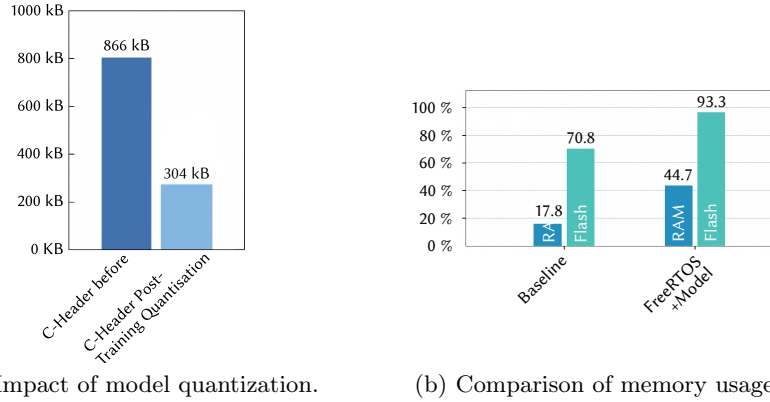 1000 kB
800 kB
600 kB
400 kB
200 kB
0 KB
866 kB
304 kB
C-Header before
C-Header Post-
Training Quantisation
Impact of model quantization.
100 %
80 %
60 %
40 %
20 %
0 %
17.8
70.8
44.7
93.3
RA
Flash
RAM
Flash
Baseline
FreeRTOS
+Model
(b) Comparison of memory usage